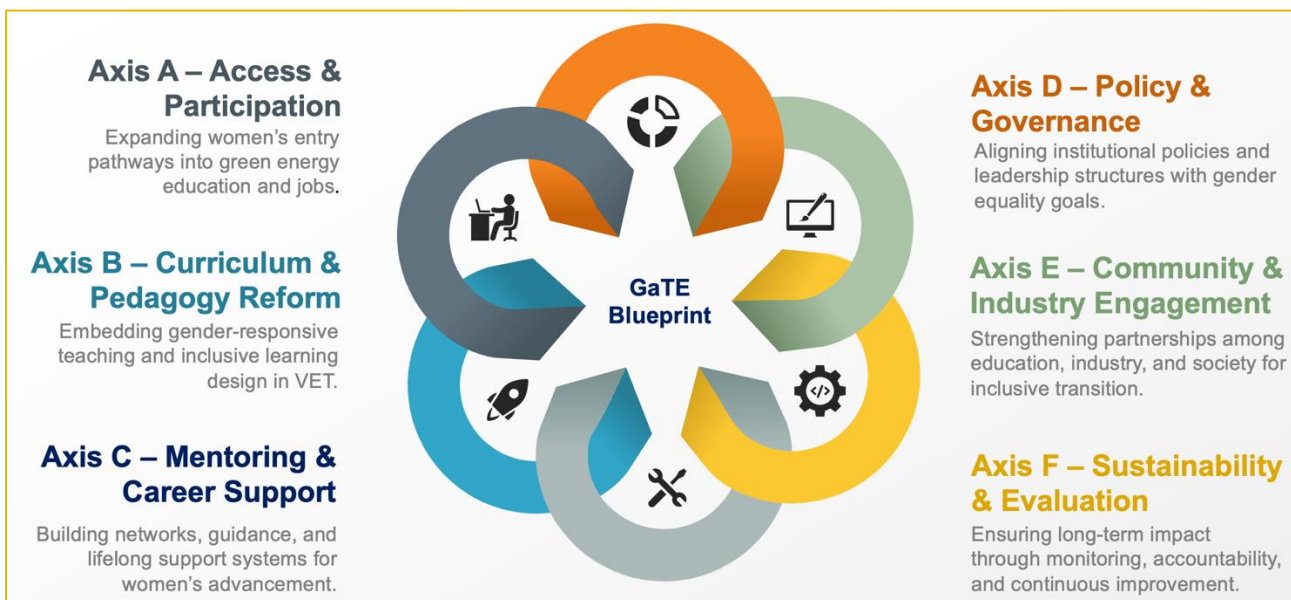 Axis A – Access &
Participation
Expanding women's entry
pathways into green energy
education and jobs.
Axis B – Curriculum &
Pedagogy Reform
Embedding gender-responsive
teaching and inclusive learning
design in VET.
Axis C – Mentoring &
Career Support
Building networks, guidance, and
lifelong support systems for
women's advancement.
GaTE
Blueprint
</>
Axis D – Policy &
Governance
Aligning institutional policies and
leadership structures with gender
equality goals.
Axis E – Community &
Industry Engagement
Strengthening partnerships among
education, industry, and society for
inclusive transition.
Axis F – Sustainability
& Evaluation
Ensuring long-term impact
through monitoring, accountability,
and continuous improvement.